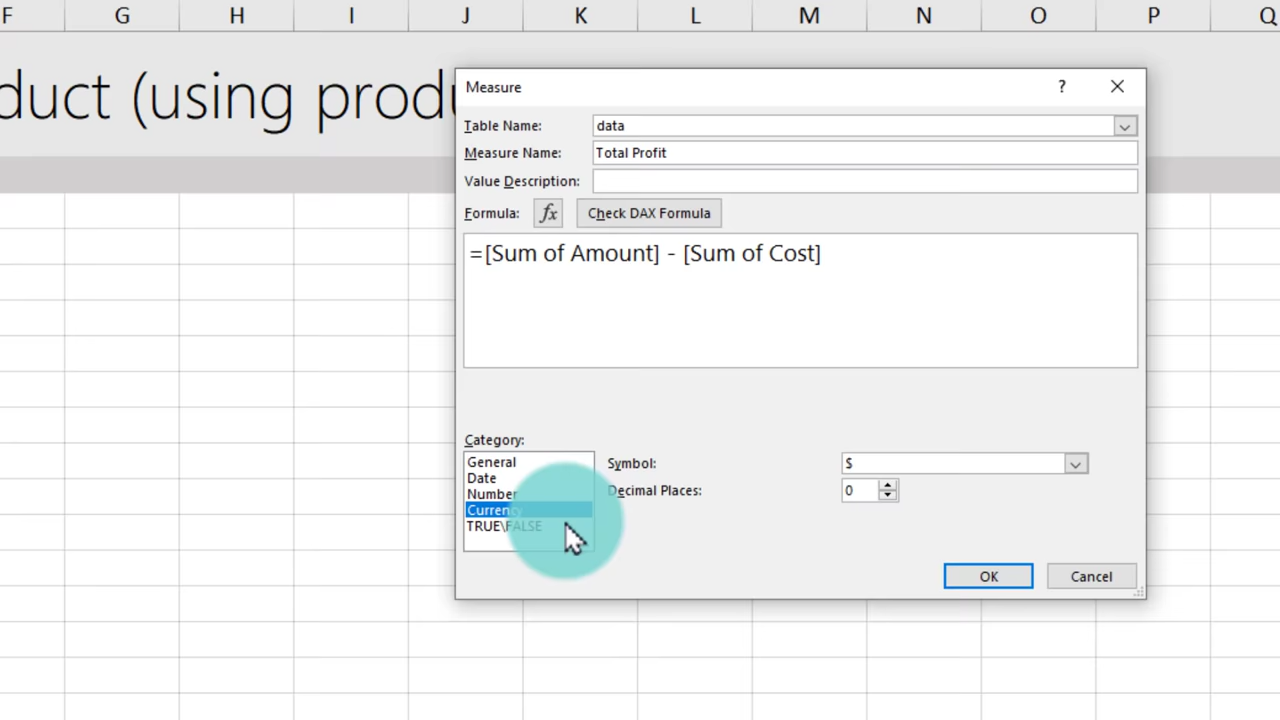 F G H I J K L M N O P Q
duct (using produ
Measure ?
Table Name: data
Measure Name: Total Profit
Value Description:
Formula: fx Check DAX Formula
=[Sum of Amount] - [Sum of Cost]
Category:
General
Date
Number
Currency
TRUE\FALSE
Symbol: $
Decimal Places: 0
OK Cancel